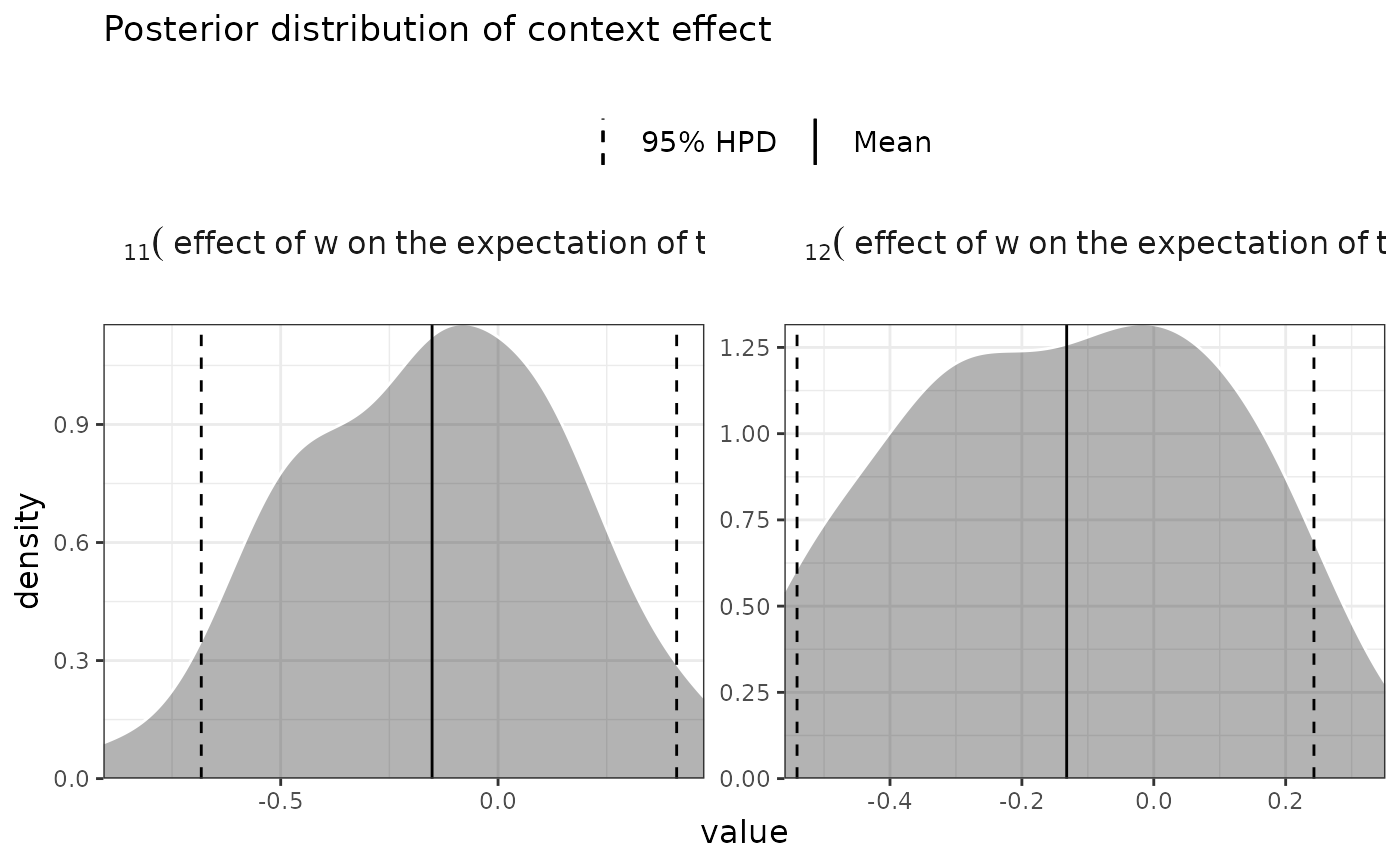 Posterior distribution of context effect
95% HPD Mean
11( effect of w on the expectation of t
12( effect of w on the expectation of t
density
0.9
0.6
0.3
0.0
-0.5 0.0
1.25
1.00
0.75
0.50
0.25
0.00
-0.4 -0.2 0.0 0.2
value